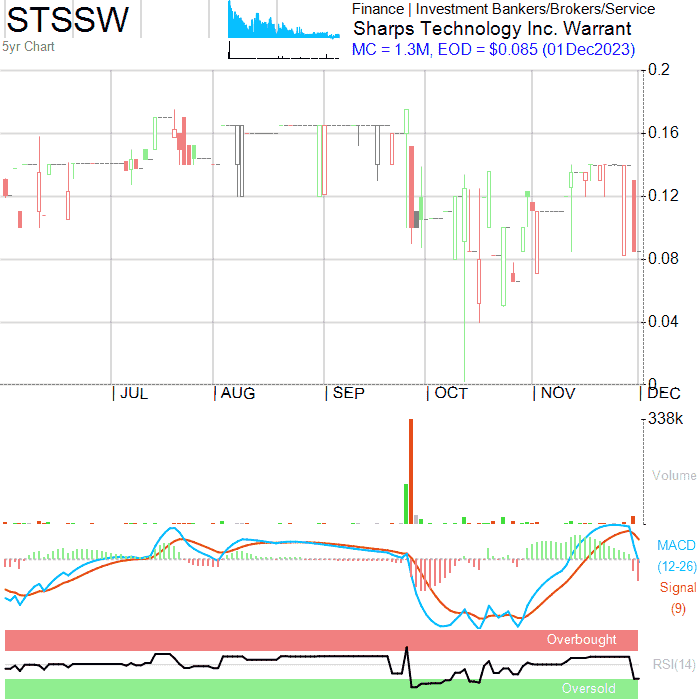 STSSW
5yr Chart
Finance | Investment Bankers/Brokers/Service
Sharps Technology Inc. Warrant
MC = 1.3M, EOD = $0.085 (01Dec2023)
0.2
0.16
0.12
0.08
0.04
0
| JUL | AUG | SEP | OCT | NOV | DEC
338k
Volume
MACD
(12-26)
Signal
(9)
Overbought
RSI(14)
Oversold